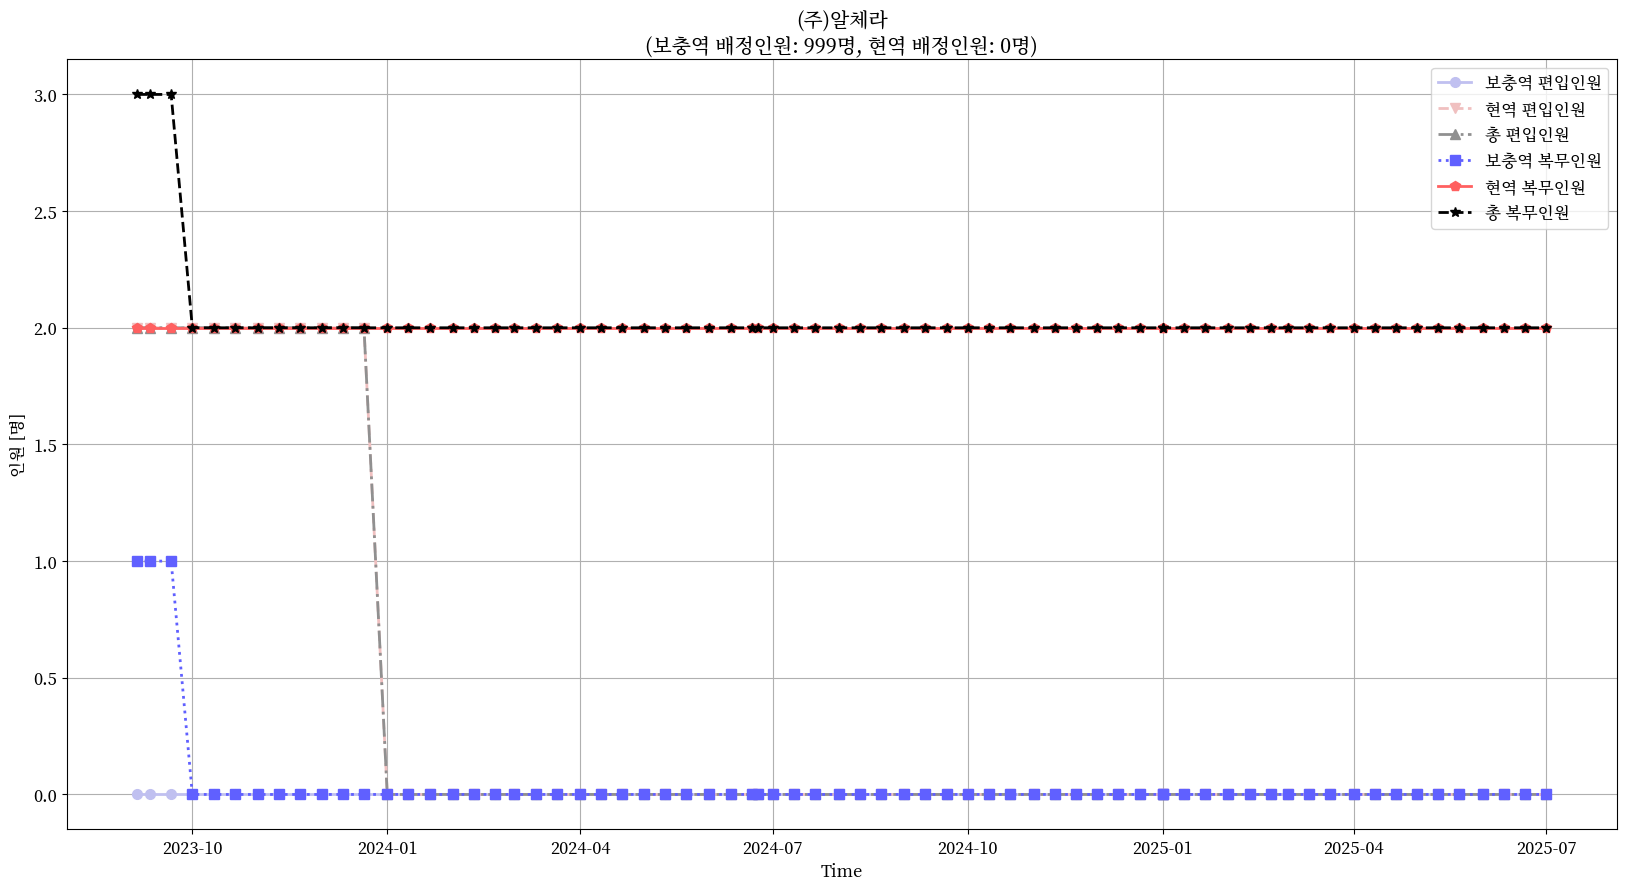 (주)알체라
(보충역 배정인원: 999명, 현역 배정인원: 0명)
보충역 편입인원
현역 편입인원
총 편입인원
보충역 복무인원
현역 복무인원
총 복무인원
인원 [명]
3.0
2.5
2.0
1.5
1.0
0.5
0.0
2023-10
2024-01
2024-04
2024-07
2024-10
2025-01
2025-04
2025-07
Time